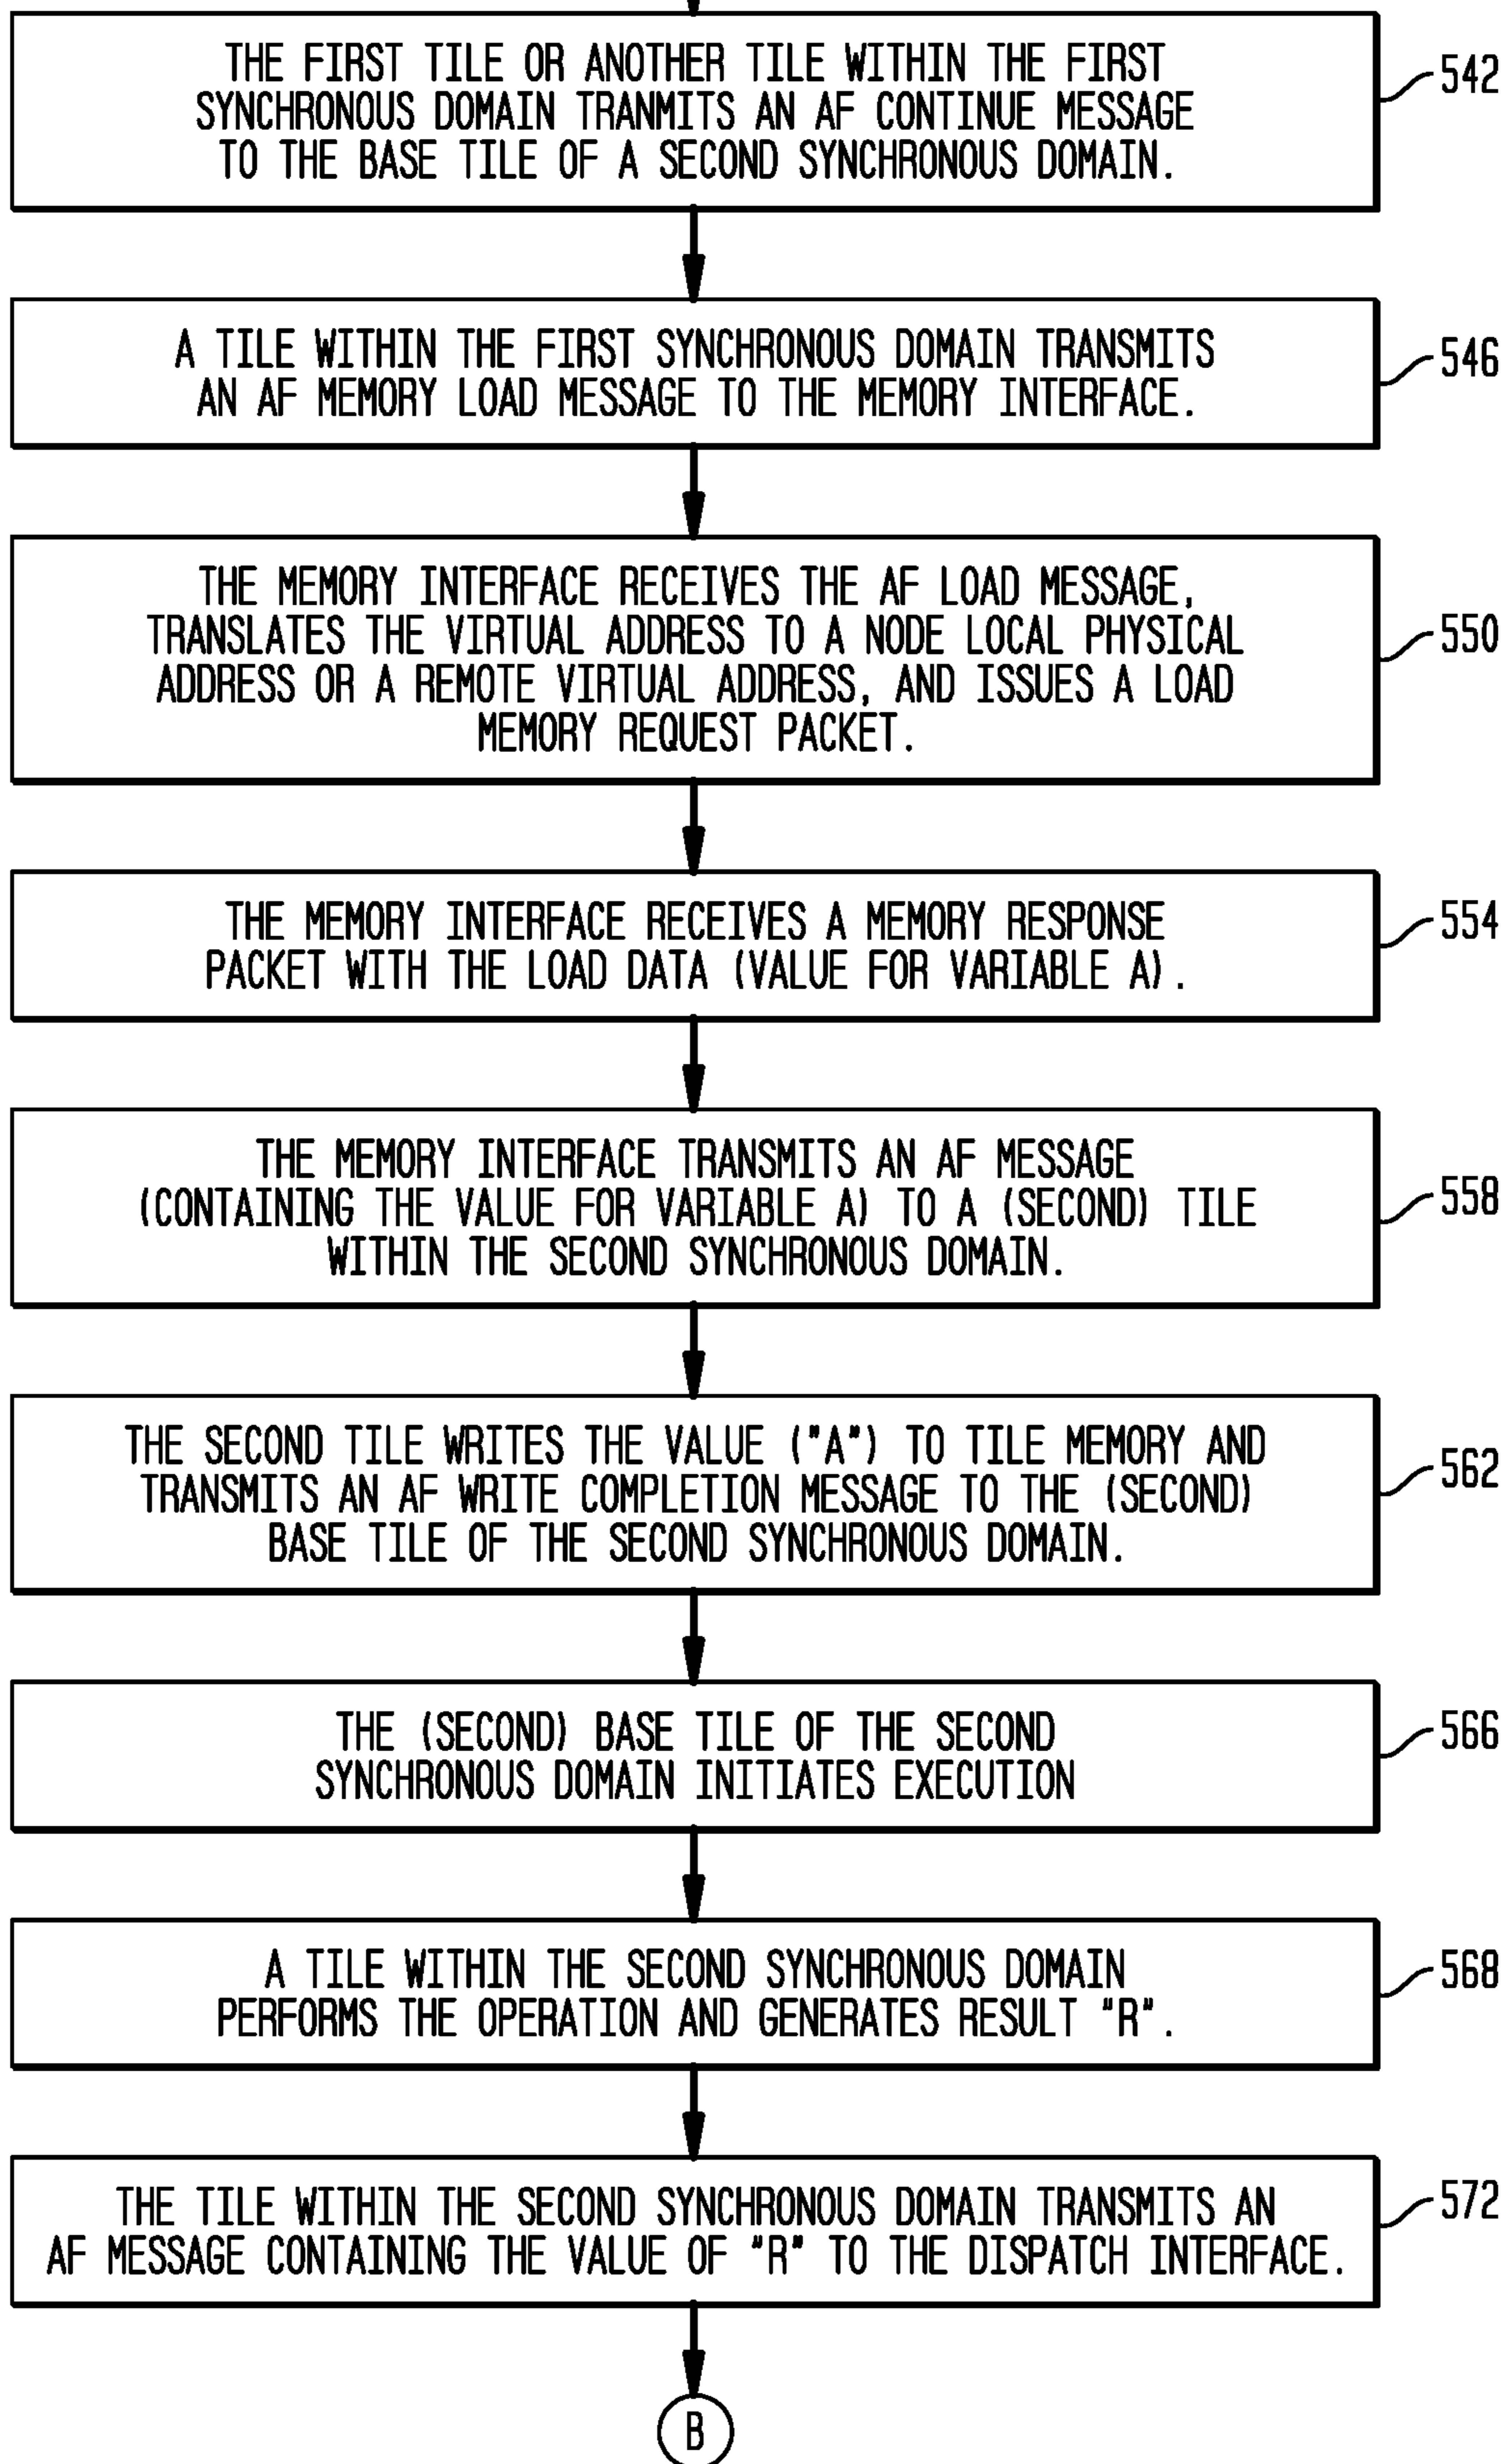 THE FIRST TILE OR ANOTHER TILE WITHIN THE FIRST
SYNCHRONOUS DOMAIN TRANMITS AN AF CONTINUE MESSAGE
TO THE BASE TILE OF A SECOND SYNCHRONOUS DOMAIN.
542
A TILE WITHIN THE FIRST SYNCHRONOUS DOMAIN TRANSMITS
AN AF MEMORY LOAD MESSAGE TO THE MEMORY INTERFACE.
546
THE MEMORY INTERFACE RECEIVES THE AF LOAD MESSAGE,
TRANSLATES THE VIRTUAL ADDRESS TO A NODE LOCAL PHYSICAL
ADDRESS OR A REMOTE VIRTUAL ADDRESS, AND ISSUES A LOAD
MEMORY REQUEST PACKET.
550
THE MEMORY INTERFACE RECEIVES A MEMORY RESPONSE
PACKET WITH THE LOAD DATA (VALUE FOR VARIABLE A).
554
THE MEMORY INTERFACE TRANSMITS AN AF MESSAGE
(CONTAINING THE VALUE FOR VARIABLE A) TO A (SECOND) TILE
WITHIN THE SECOND SYNCHRONOUS DOMAIN.
558
THE SECOND TILE WRITES THE VALUE ("A") TO TILE MEMORY AND
TRANSMITS AN AF WRITE COMPLETION MESSAGE TO THE (SECOND)
BASE TILE OF THE SECOND SYNCHRONOUS DOMAIN.
562
THE (SECOND) BASE TILE OF THE SECOND
SYNCHRONOUS DOMAIN INITIATES EXECUTION
566
A TILE WITHIN THE SECOND SYNCHRONOUS DOMAIN
PERFORMS THE OPERATION AND GENERATES RESULT "R".
568
THE TILE WITHIN THE SECOND SYNCHRONOUS DOMAIN TRANSMITS AN
AF MESSAGE CONTAINING THE VALUE OF "R" TO THE DISPATCH INTERFACE.
572
B